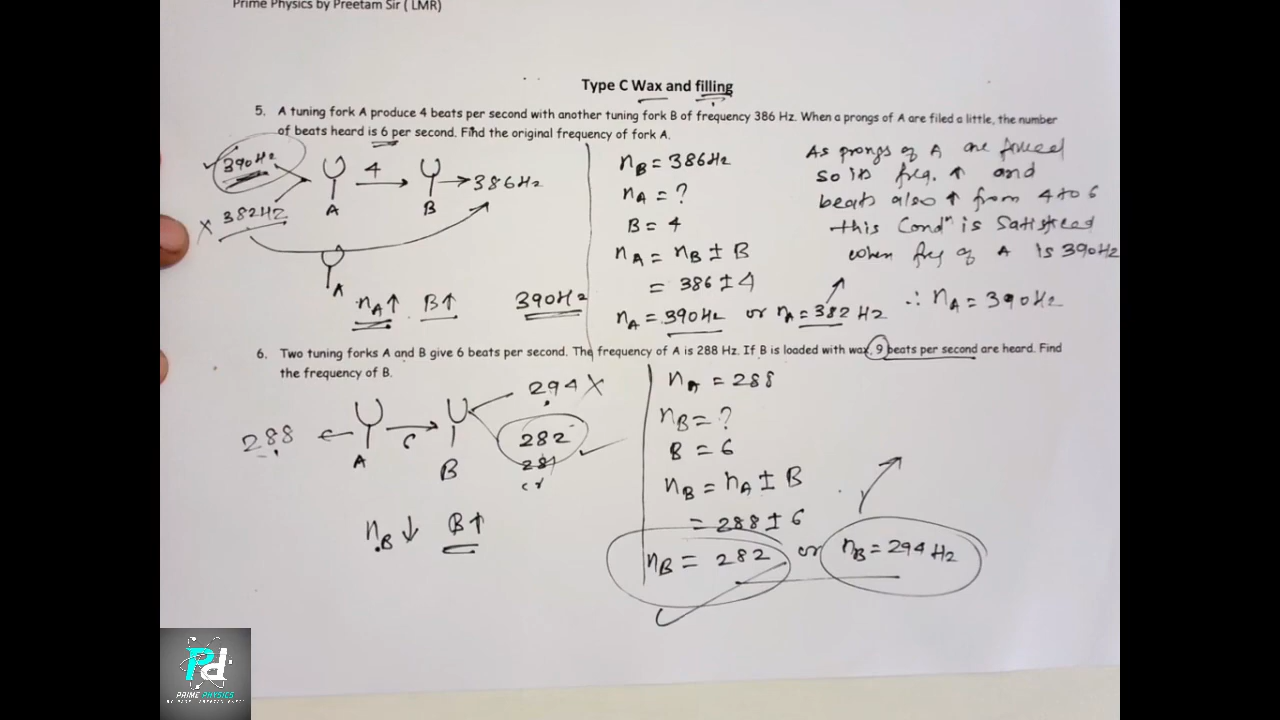 Prime Physics by Preetam Sir ( LMR)
Type C Wax and filling
5. A tuning fork A produce 4 beats per second with another tuning fork B of frequency 386 Hz. When a prongs of A are filed a little, the number
of beats heard is 6 per second. Find the original frequency of fork A.
390Hz
382HZ
A
4
B
386Hz
A
nA↑ B↑ 390Hz
nB = 386Hz
nA = ?
B = 4
nA = nB ± B
= 386 ± 4
nA = 390Hz or nA = 382 HZ
As prongs of A are
so its freq. ↑ and
beats also ↑ from 4 to 6
this Condn is Satisfied
when freq of A is 390Hz
∴ nA = 390Hz
6. Two tuning forks A and B give 6 beats per second. The frequency of A is 288 Hz. If B is loaded with wax, 9 beats per second are heard. Find
the frequency of B.
288
A
B
294 X
282
nB↓ B↑
nA = 288
nB = ?
B = 6
nB = nA ± B
= 288 ± 6
nB = 282 or nB = 294 Hz
Pd
PRIME PHYSICS